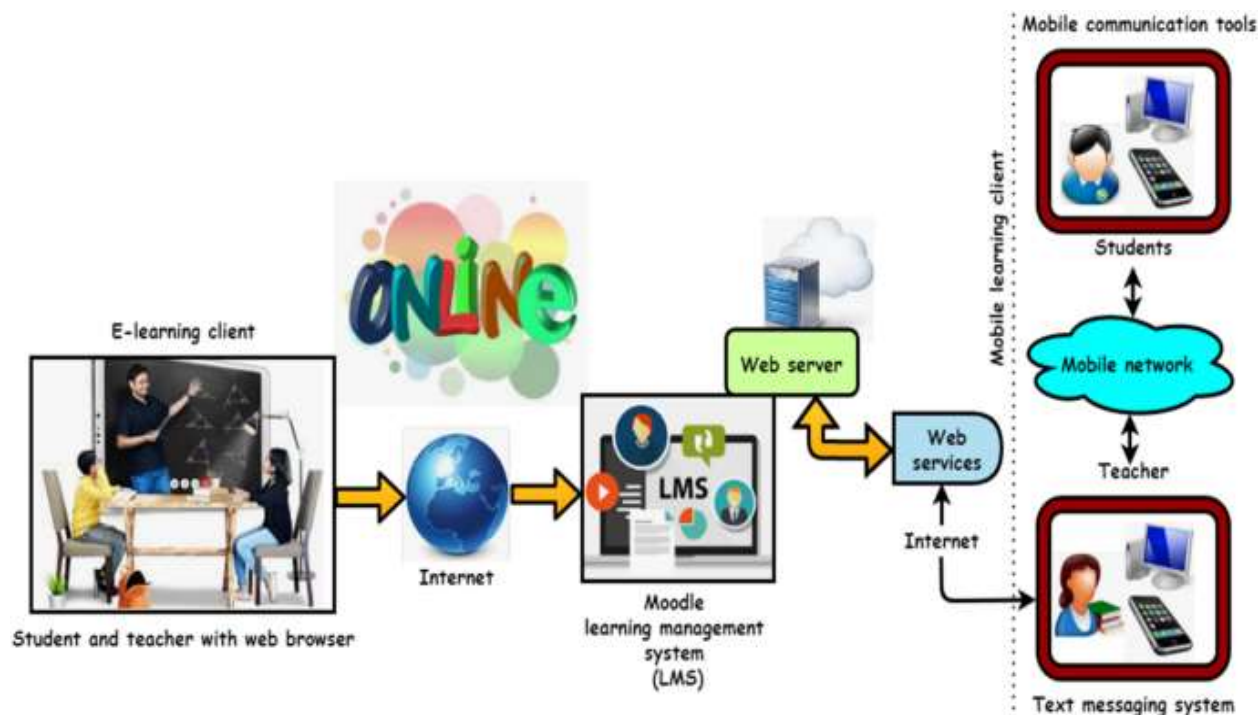 Mobile communication tools
Students
Mobile network
Teacher
Text messaging system
Mobile learning client
ONLINe
E-learning client
Student and teacher with web browser
Internet
LMS
Moodle
learning management
system
(LMS)
Web server
Web
services
Internet